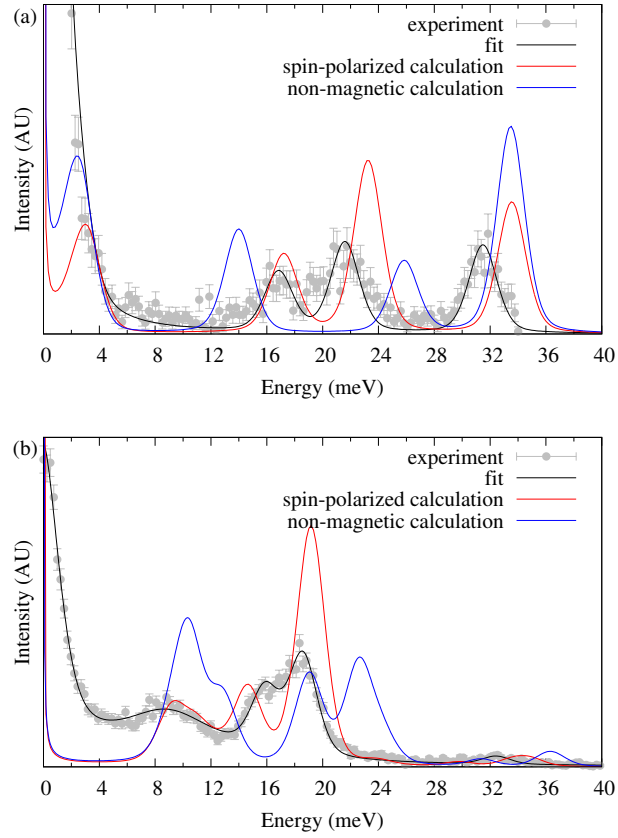 (a)
experiment
fit
spin-polarized calculation
non-magnetic calculation
Intensity (AU)
0 4 8 12 16 20 24 28 32 36 40
Energy (meV)
(b)
experiment
fit
spin-polarized calculation
non-magnetic calculation
Intensity (AU)
0 4 8 12 16 20 24 28 32 36 40
Energy (meV)